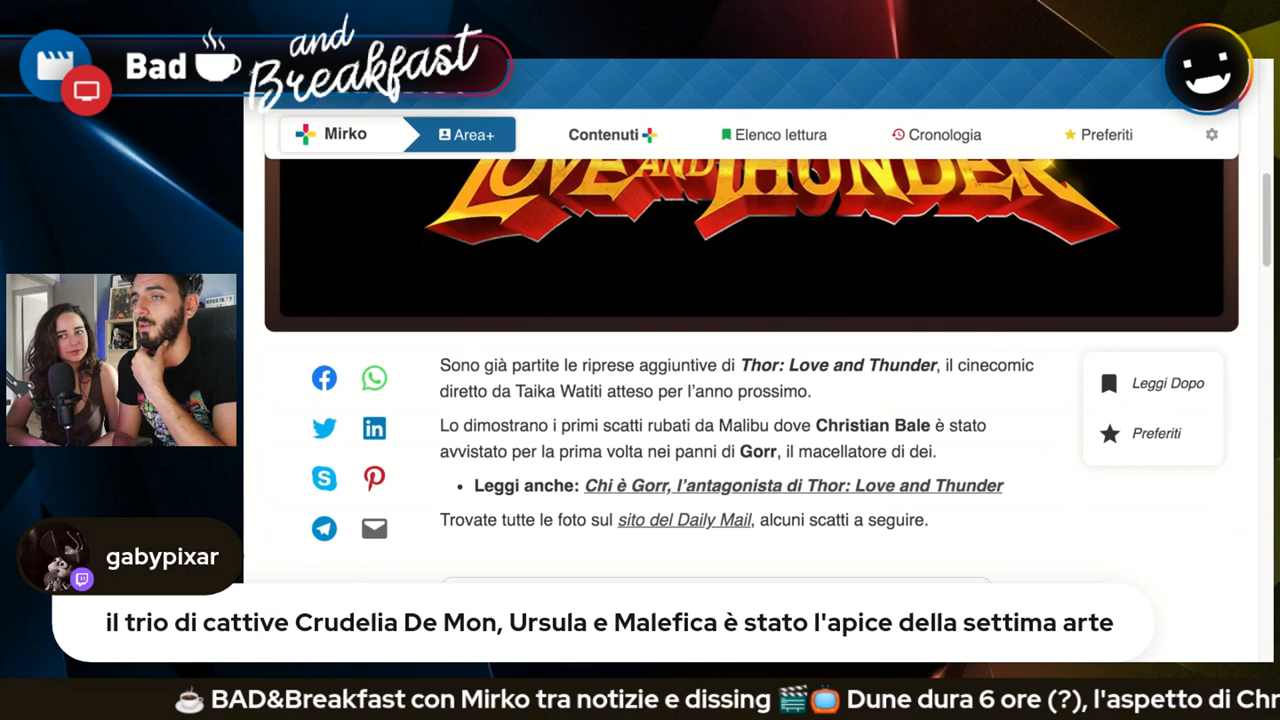 Bad and Breakfast
Mirko
Area+
Contenuti
Elenco lettura
Cronologia
Preferiti
LOVE AND THUNDER
Sono già partite le riprese aggiuntive di Thor: Love and Thunder, il cinecomic
diretto da Taika Watiti atteso per l'anno prossimo.
Lo dimostrano i primi scatti rubati da Malibu dove Christian Bale è stato
avvistato per la prima volta nei panni di Gorr, il macellatore di dei.
• Leggi anche: Chi è Gorr, l'antagonista di Thor: Love and Thunder
Trovate tutte le foto sul sito del Daily Mail, alcuni scatti a seguire.
Leggi Dopo
Preferiti
gabypixar
il trio di cattive Crudelia De Mon, Ursula e Malefica è stato l'apice della settima arte
☕ BAD&Breakfast con Mirko tra notizie e dissing 🎬📺 Dune dura 6 ore (?), l'aspetto di Chr